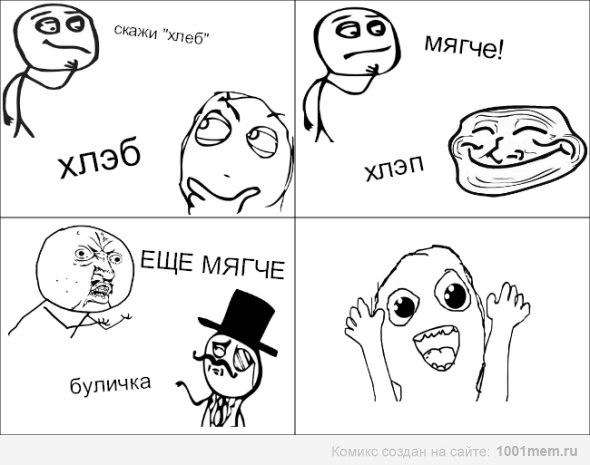 скажи "хлеб"
хлэб
мягче!
хлэп
ЕЩЕ МЯГЧЕ
буличка
Комикс создан на сайте: 1001mem.ru